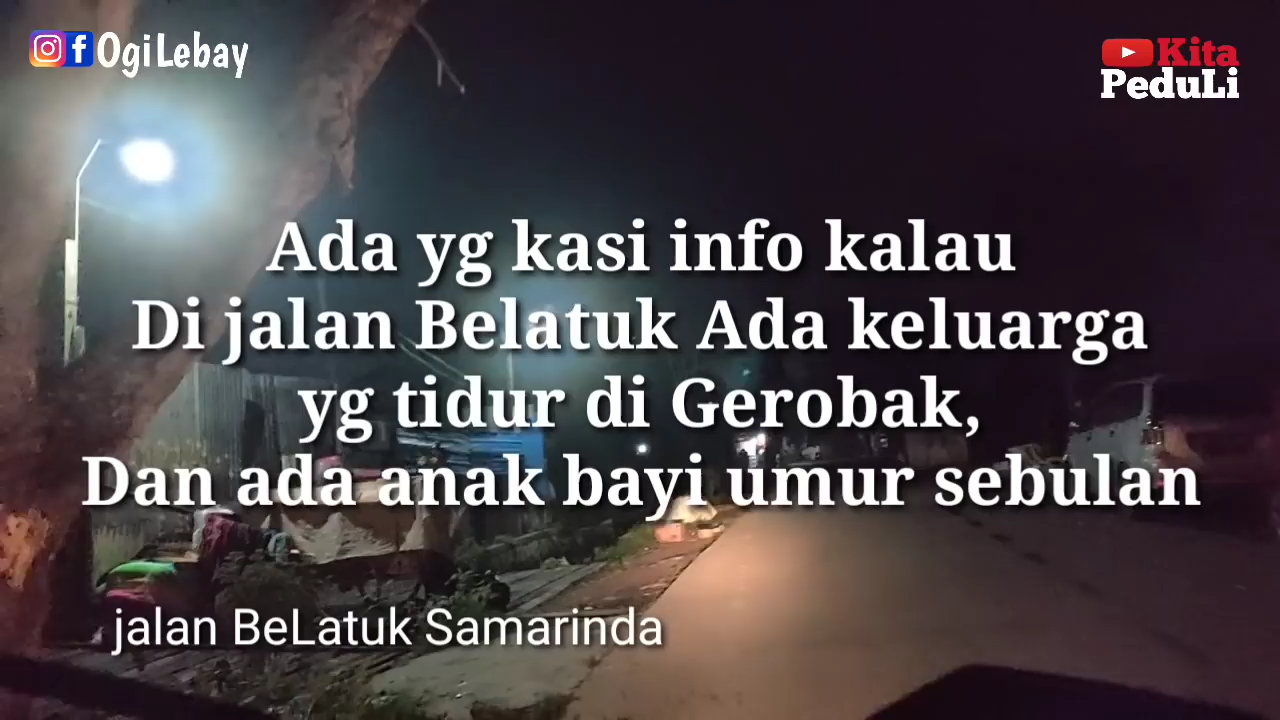 OgiLebay
Kita
PeduLi
Ada yg kasi info kalau
Di jalan Belatuk Ada keluarga
yg tidur di Gerobak,
Dan ada anak bayi umur sebulan
jalan BeLatuk Samarinda